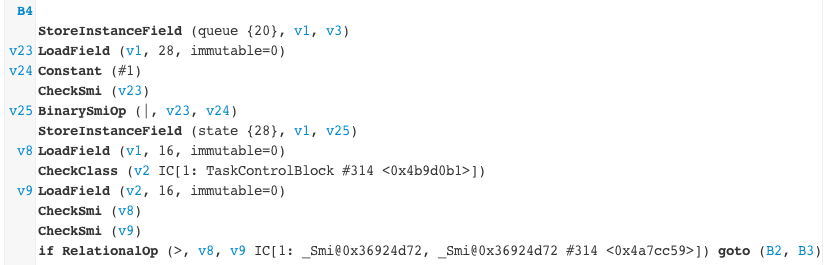 B4
StoreInstanceField (queue {20}, v1, v3)
v23 LoadField (v1, 28, immutable=0)
v24 Constant (#1)
CheckSmi (v23)
v25 BinarySmiOp (|, v23, v24)
StoreInstanceField (state {28}, v1, v25)
v8 LoadField (v1, 16, immutable=0)
CheckClass (v2 IC[1: TaskControlBlock #314 <0x4b9d0b1>])
v9 LoadField (v2, 16, immutable=0)
CheckSmi (v8)
CheckSmi (v9)
if RelationalOp (>, v8, v9 IC[1: _Smi@0x36924d72, _Smi@0x36924d72 #314 <0x4a7cc59>]) goto (B2, B3)